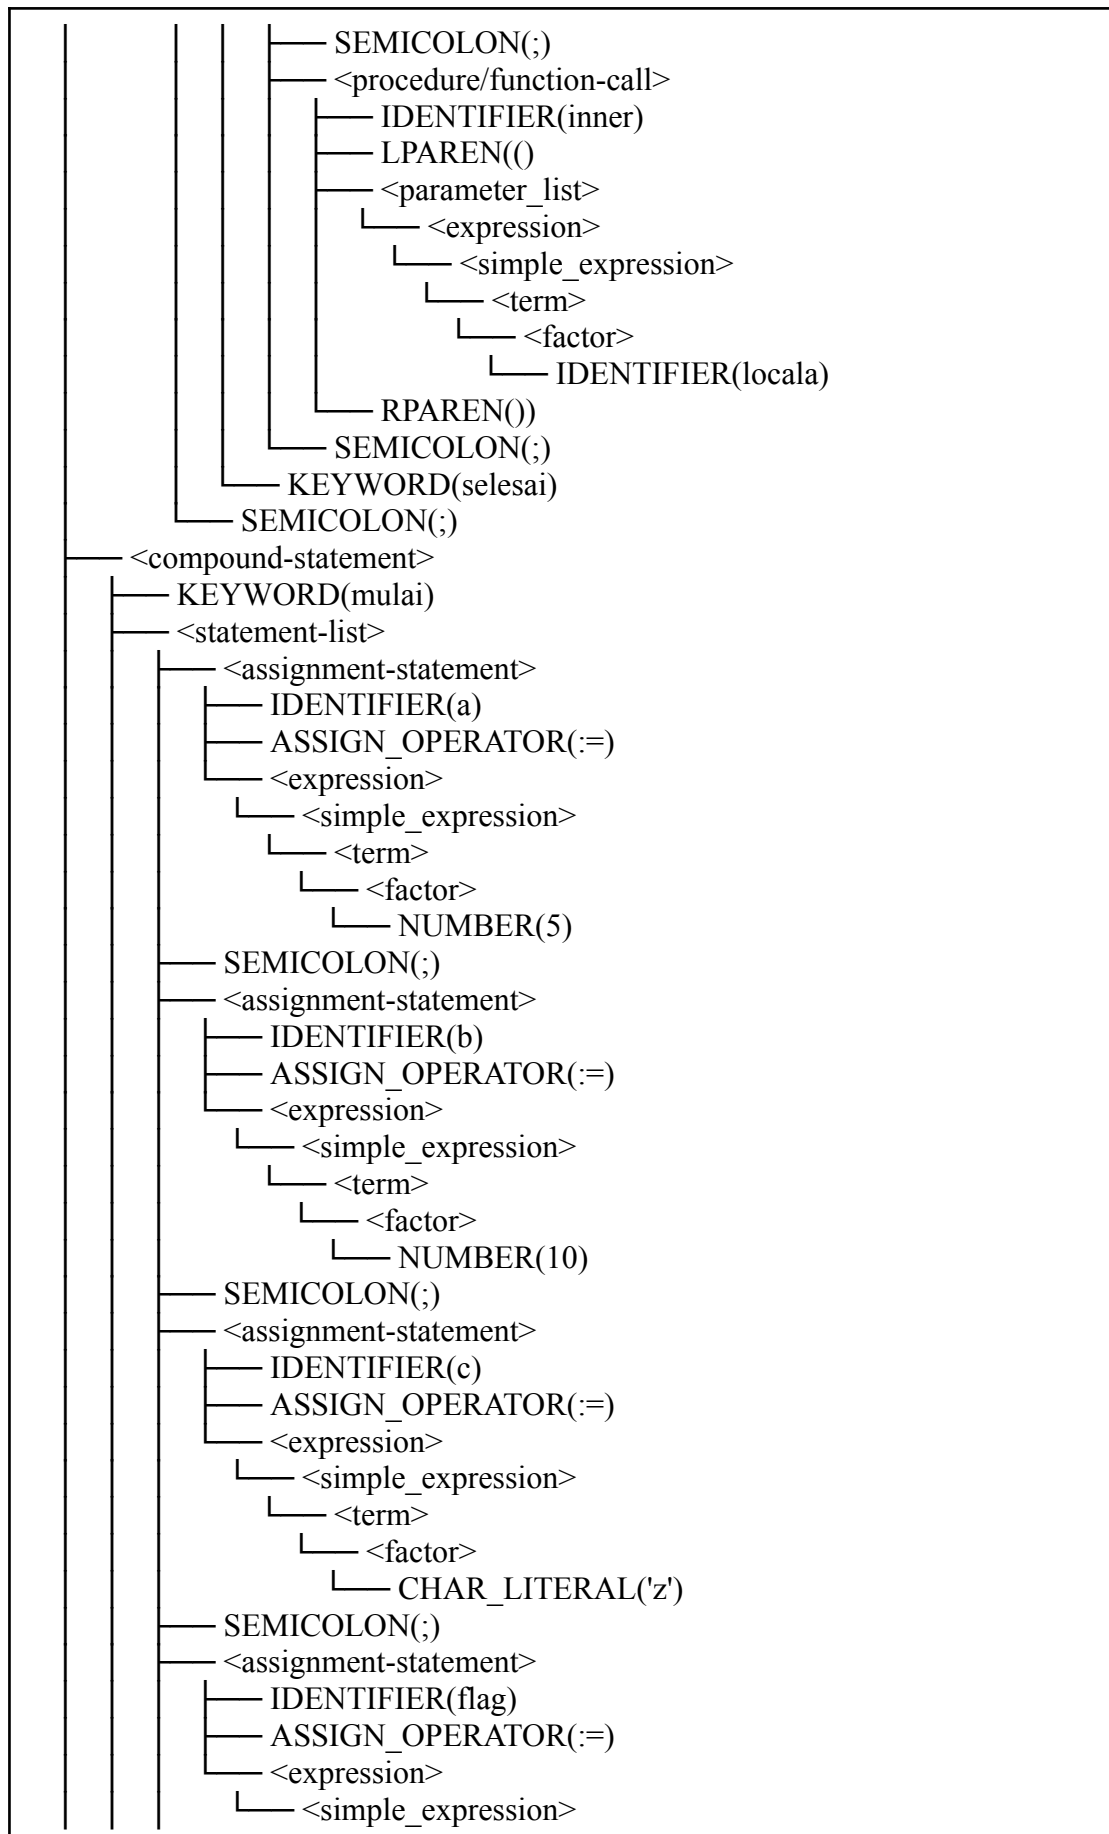 SEMICOLON(;)
<procedure/function-call>
IDENTIFIER(inner)
LPAREN(()
<parameter_list>
<expression>
<simple_expression>
<term>
<factor>
IDENTIFIER(locala)
RPAREN())
SEMICOLON(;)
KEYWORD(selesai)
SEMICOLON(;)
<compound-statement>
KEYWORD(mulai)
<statement-list>
<assignment-statement>
IDENTIFIER(a)
ASSIGN_OPERATOR(:=)
<expression>
<simple_expression>
<term>
<factor>
NUMBER(5)
SEMICOLON(;)
<assignment-statement>
IDENTIFIER(b)
ASSIGN_OPERATOR(:=)
<expression>
<simple_expression>
<term>
<factor>
NUMBER(10)
SEMICOLON(;)
<assignment-statement>
IDENTIFIER(c)
ASSIGN_OPERATOR(:=)
<expression>
<simple_expression>
<term>
<factor>
CHAR_LITERAL('z')
SEMICOLON(;)
<assignment-statement>
IDENTIFIER(flag)
ASSIGN_OPERATOR(:=)
<expression>
<simple_expression>